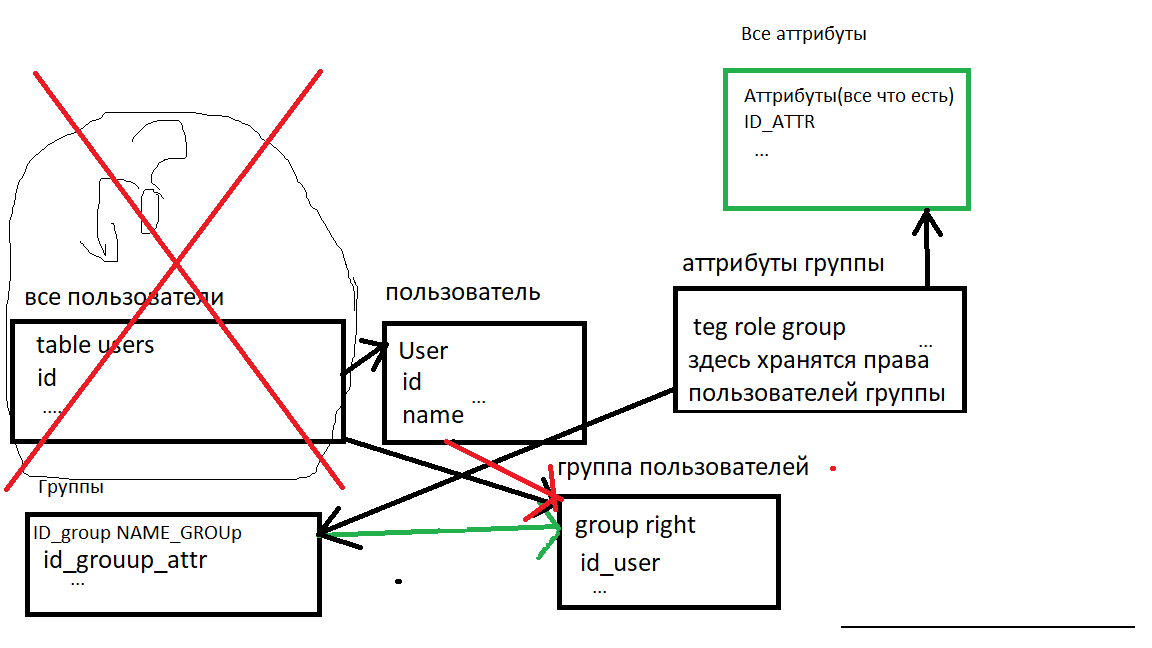 Все аттрибуты
Аттрибуты(все что есть)
ID_ATTR
...
аттрибуты группы
teg role group
...
здесь хранятся права
пользователей группы
все пользователи
table users
id
....
пользователь
User
id
...
name
группа пользователей
group right
id_user
...
Группы
ID_group NAME_GROUp
id_grouup_attr
...